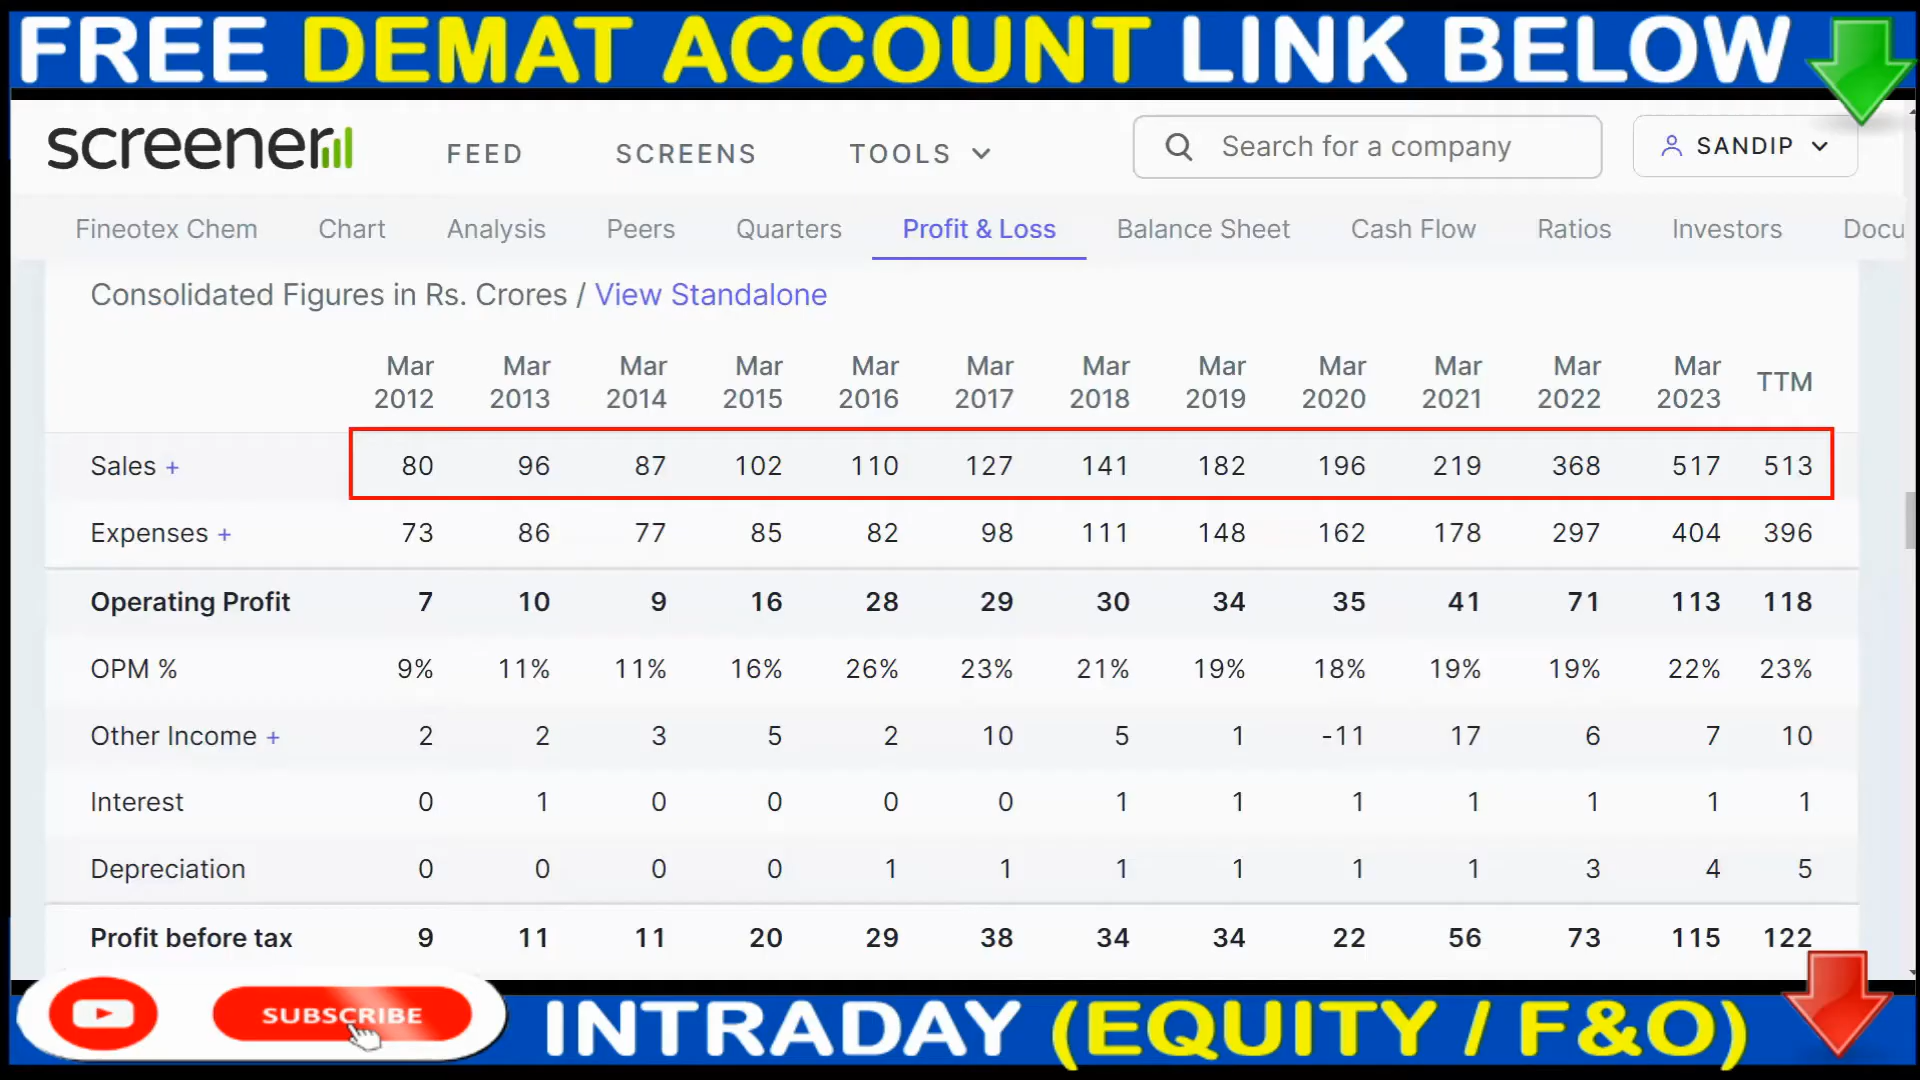 FREE DEMAT ACCOUNT LINK BELOW
screener FEED SCREENS TOOLS Search for a company SANDIP
Fineotex Chem Chart Analysis Peers Quarters Profit & Loss Balance Sheet Cash Flow Ratios Investors Docu
Consolidated Figures in Rs. Crores / View Standalone
Mar Mar Mar Mar Mar Mar Mar Mar Mar Mar Mar Mar TTM
2012 2013 2014 2015 2016 2017 2018 2019 2020 2021 2022 2023
Sales + 80 96 87 102 110 127 141 182 196 219 368 517 513
Expenses + 73 86 77 85 82 98 111 148 162 178 297 404 396
Operating Profit 7 10 9 16 28 29 30 34 35 41 71 113 118
OPM % 9% 11% 11% 16% 26% 23% 21% 19% 18% 19% 19% 22% 23%
Other Income + 2 2 3 5 2 10 5 1 -11 17 6 7 10
Interest 0 1 0 0 0 0 1 1 1 1 1 1 1
Depreciation 0 0 0 0 1 1 1 1 1 1 3 4 5
Profit before tax 9 11 11 20 29 38 34 34 22 56 73 115 122
SUBSCRIBE
INTRADAY (EQUITY / F&O)